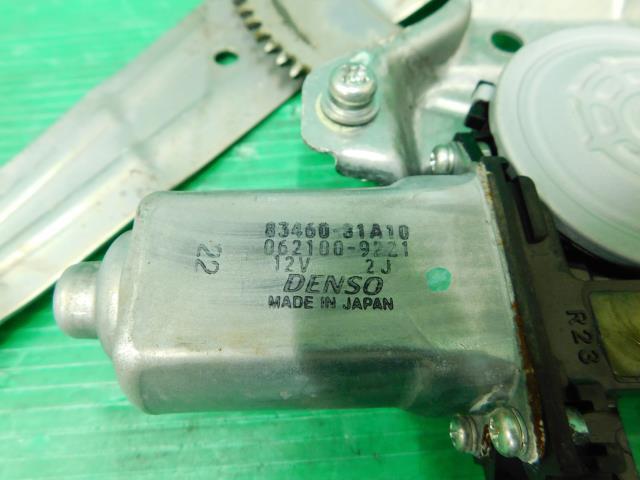 83460-31A10
062100-9221
12V 2J
DENSO
MADE IN JAPAN
22
R23